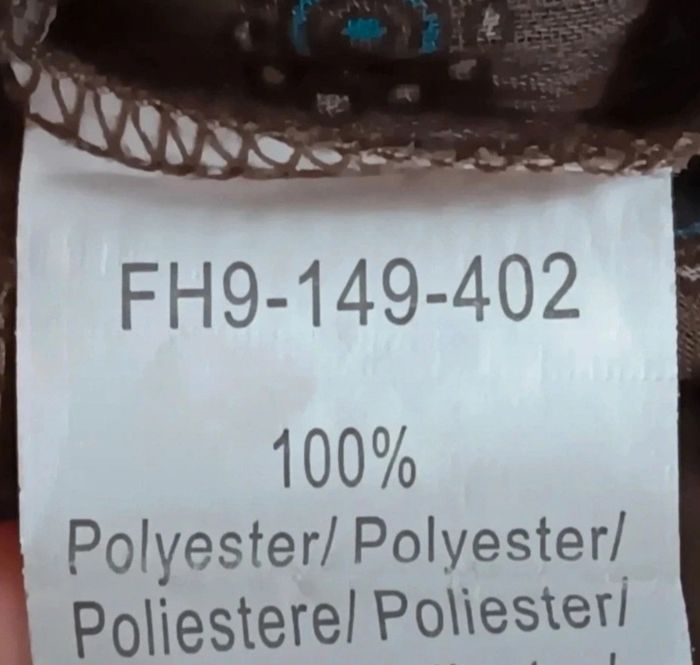 FH9-149-402
100%
Polyester/ Polyester/
Poliestere/ Poliester/